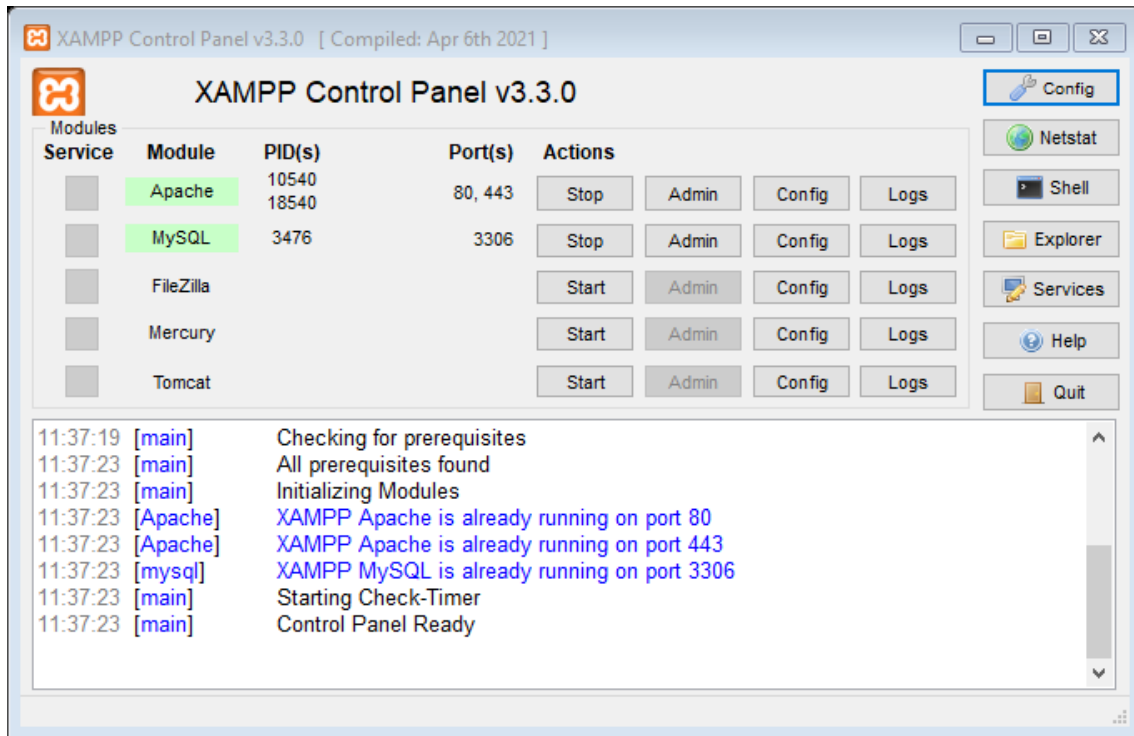 XAMPP Control Panel v3.3.0 [ Compiled: Apr 6th 2021 ]
XAMPP Control Panel v3.3.0
Config
Modules
Service Module PID(s) Port(s) Actions
Netstat
Apache 10540 18540 80, 443 Stop Admin Config Logs
Shell
MySQL 3476 3306 Stop Admin Config Logs
Explorer
FileZilla Start Admin Config Logs
Services
Mercury Start Admin Config Logs
Help
Tomcat Start Admin Config Logs
Quit
11:37:19 [main] Checking for prerequisites
11:37:23 [main] All prerequisites found
11:37:23 [main] Initializing Modules
11:37:23 [Apache] XAMPP Apache is already running on port 80
11:37:23 [Apache] XAMPP Apache is already running on port 443
11:37:23 [mysql] XAMPP MySQL is already running on port 3306
11:37:23 [main] Starting Check-Timer
11:37:23 [main] Control Panel Ready